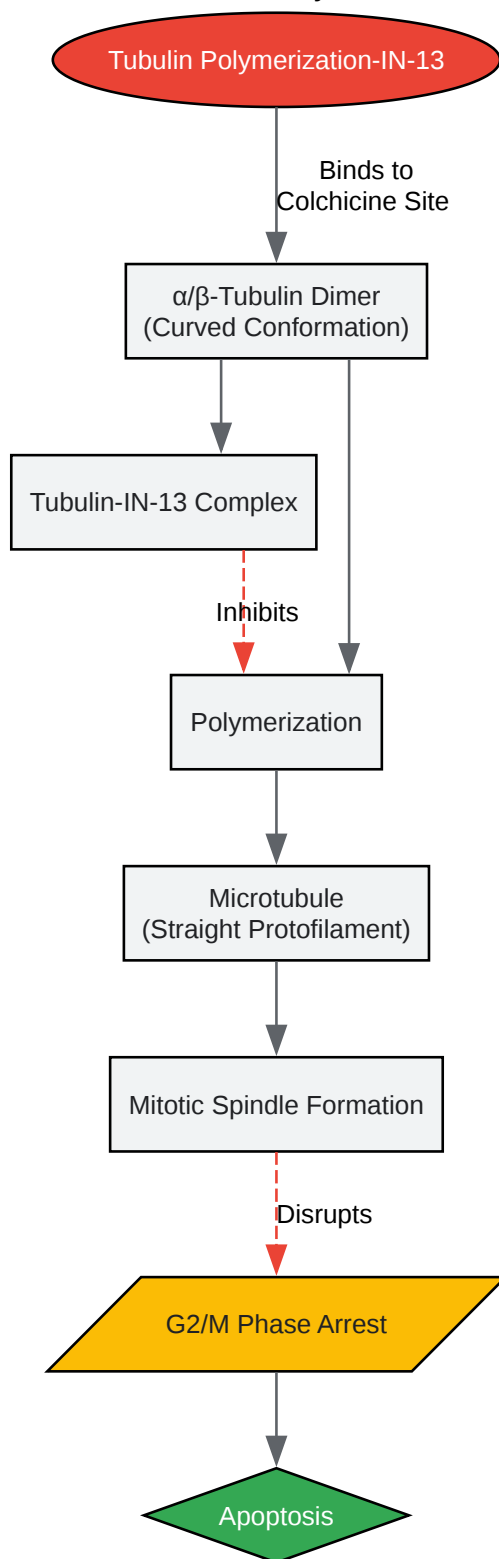 Tubulin Polymerization-IN-13
Binds to
Colchicine Site
α/β-Tubulin Dimer
(Curved Conformation)
Tubulin-IN-13 Complex
Inhibits
Polymerization
Microtubule
(Straight Protofilament)
Mitotic Spindle Formation
Disrupts
G2/M Phase Arrest
Apoptosis